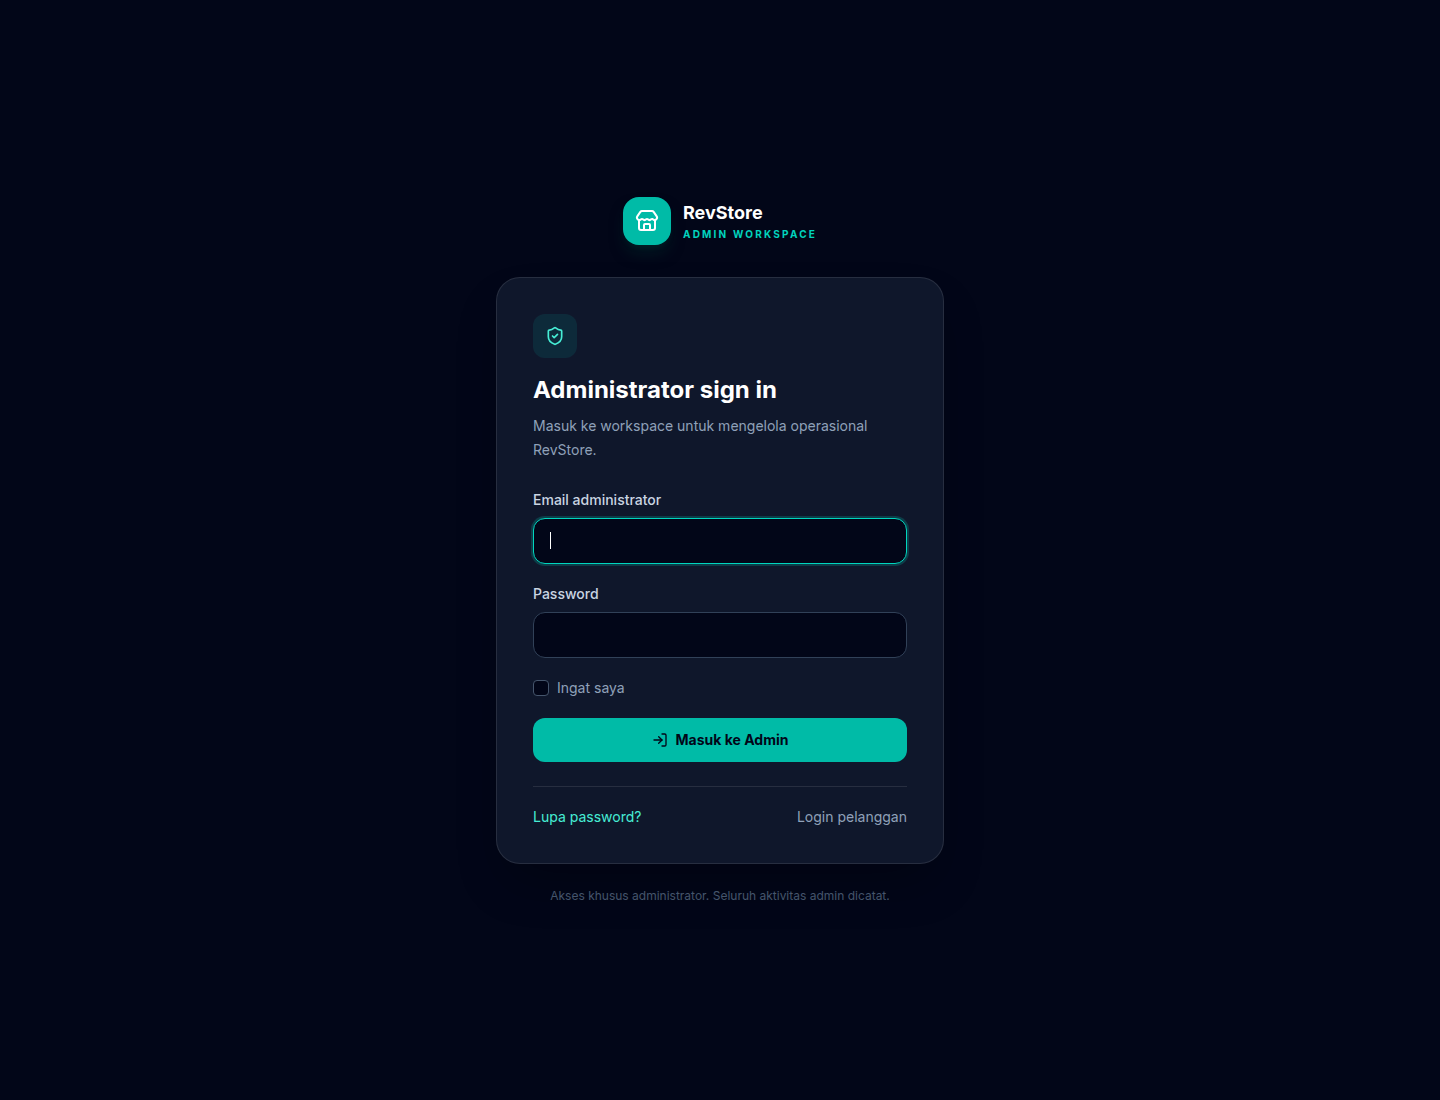 RevStore
ADMIN WORKSPACE
Administrator sign in
Masuk ke workspace untuk mengelola operasional
RevStore.
Email administrator
Password
Ingat saya
Masuk ke Admin
Lupa password?
Login pelanggan
Akses khusus administrator. Seluruh aktivitas admin dicatat.